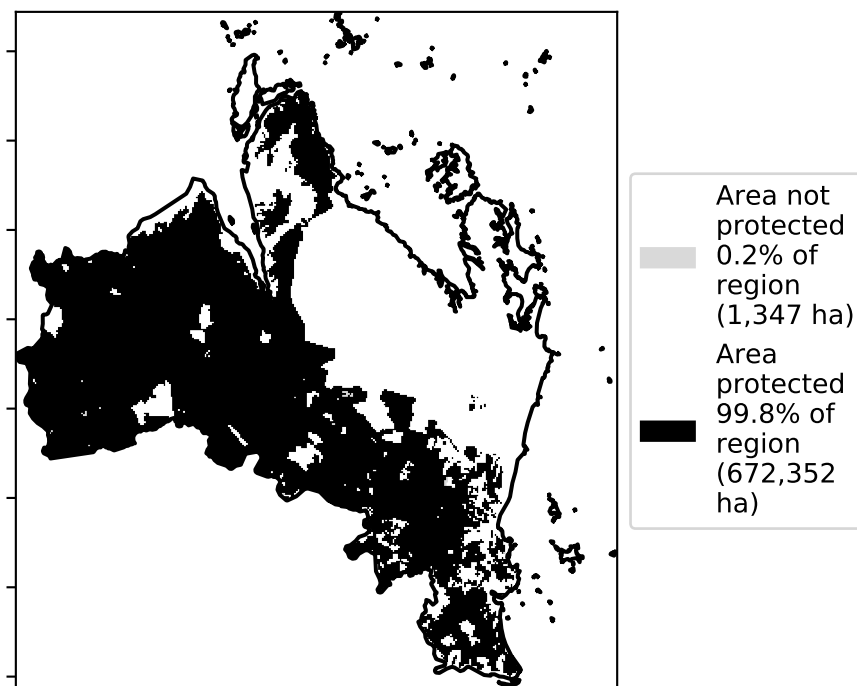 Area not
protected
0.2% of
region
(1,347 ha)
Area
protected
99.8% of
region
(672,352
ha)